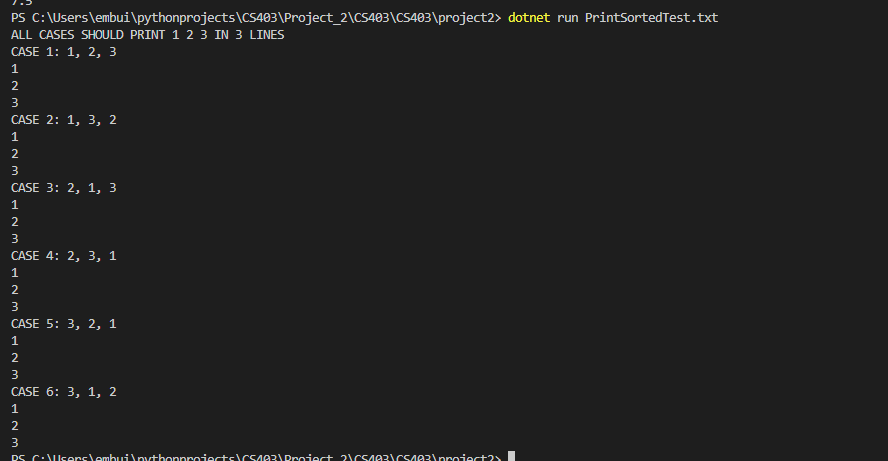 7.5
PS C:\Users\embui\pythonprojects\CS403\Project_2\CS403\CS403\project2> dotnet run PrintSortedTest.txt
ALL CASES SHOULD PRINT 1 2 3 IN 3 LINES
CASE 1: 1, 2, 3
1
2
3
CASE 2: 1, 3, 2
1
2
3
CASE 3: 2, 1, 3
1
2
3
CASE 4: 2, 3, 1
1
2
3
CASE 5: 3, 2, 1
1
2
3
CASE 6: 3, 1, 2
1
2
3
PS C:\Users\embui\pythonprojects\CS403\Project_2\CS403\CS403\project2>